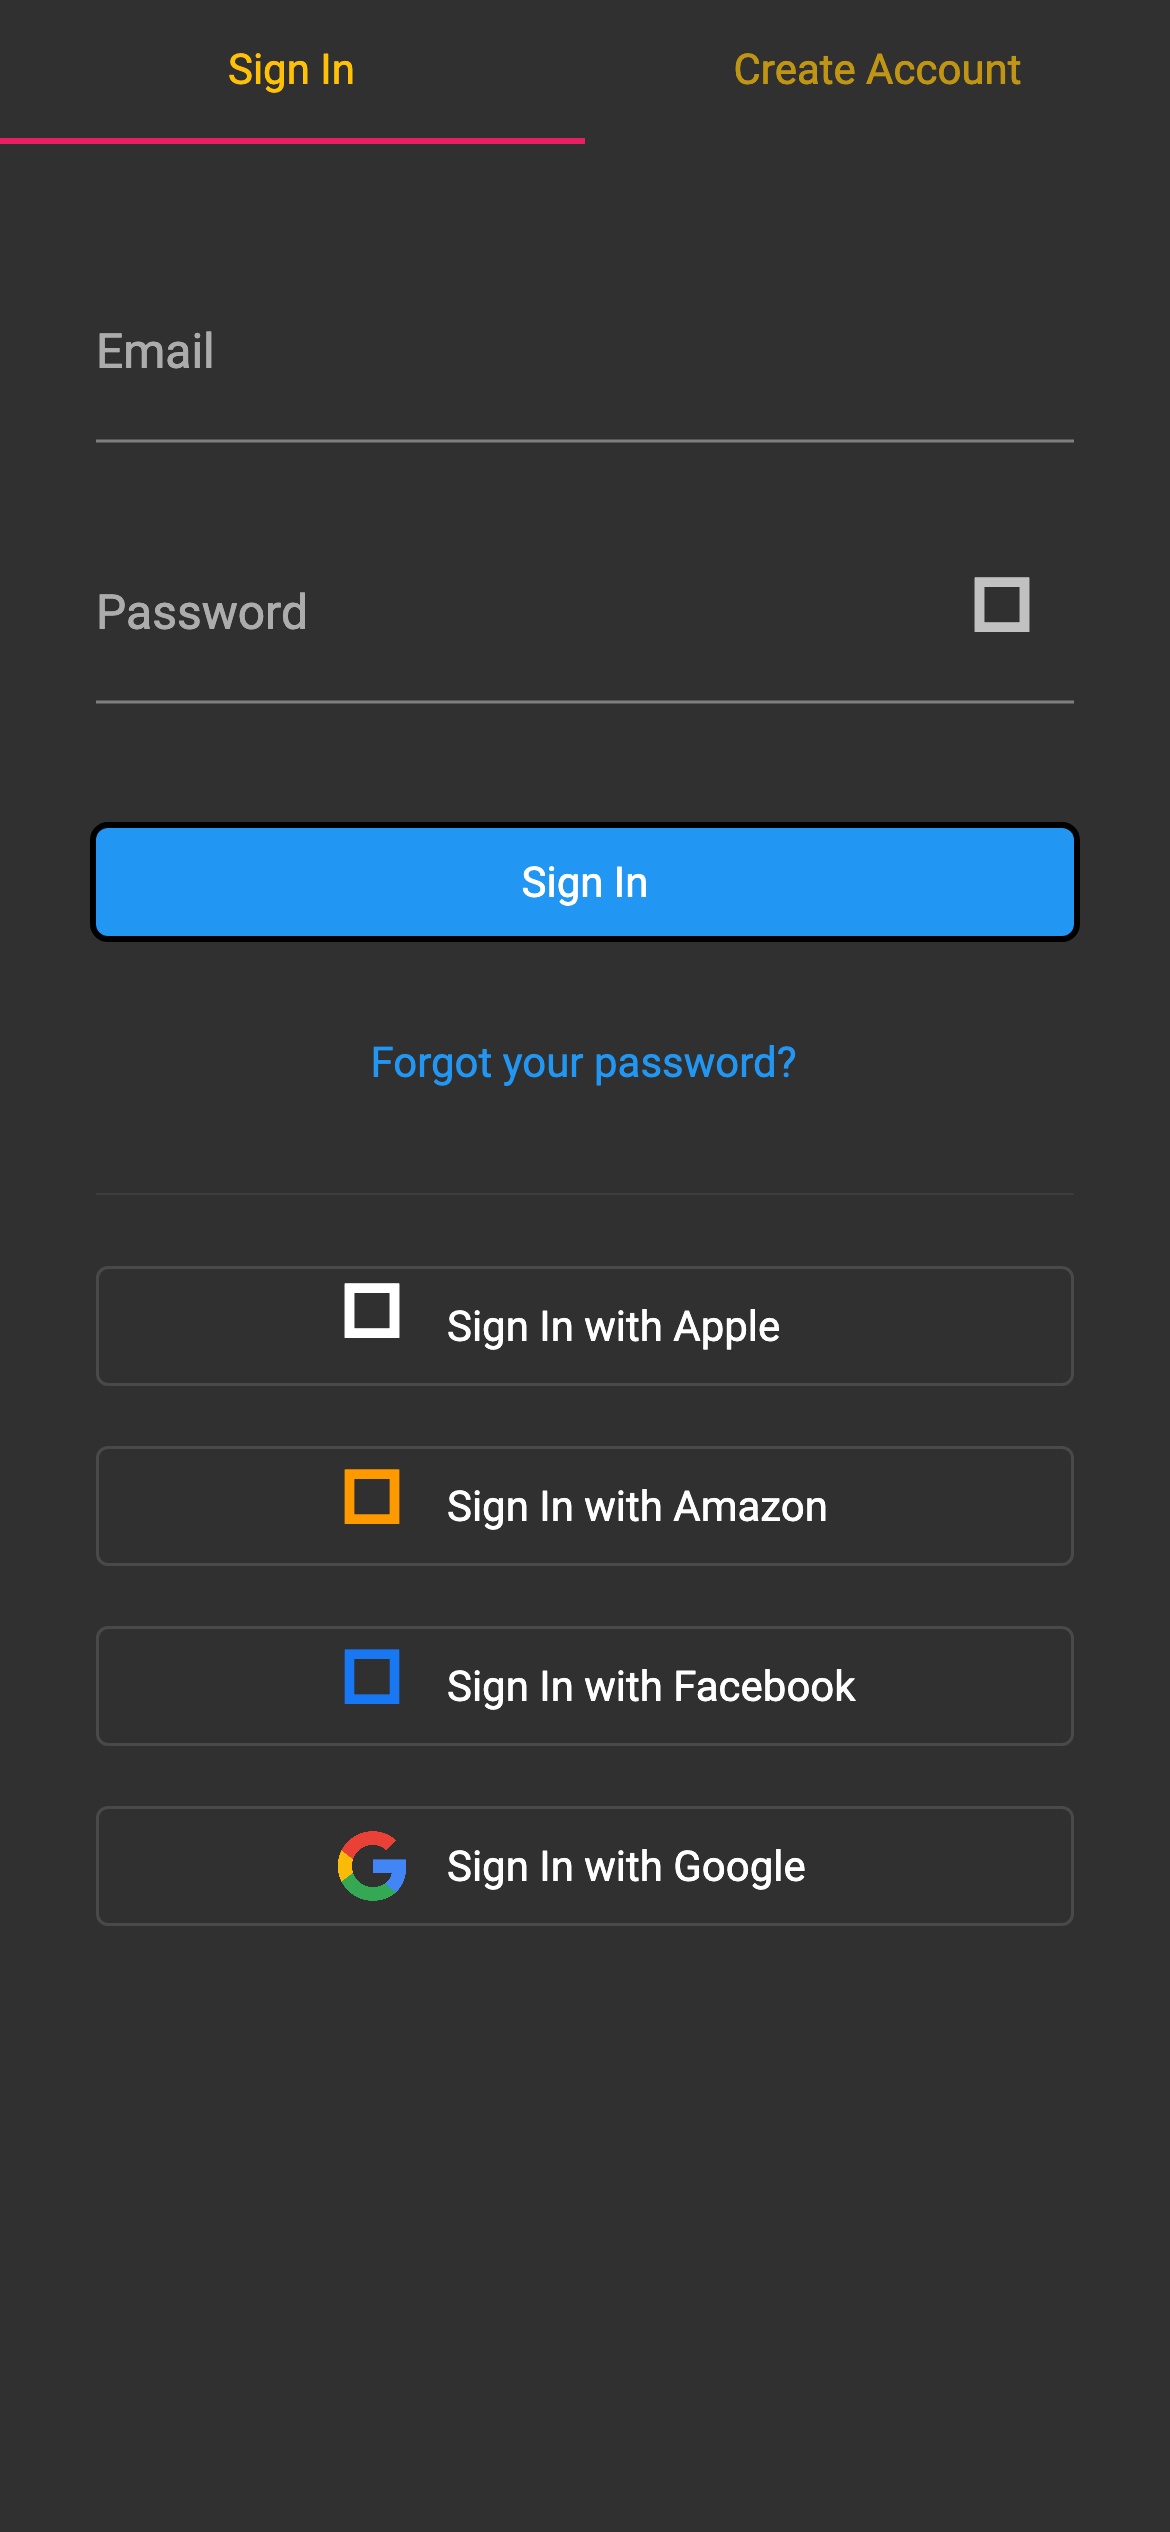 Sign In
Create Account
Email
Password
Sign In
Forgot your password?
Sign In with Apple
Sign In with Amazon
Sign In with Facebook
Sign In with Google